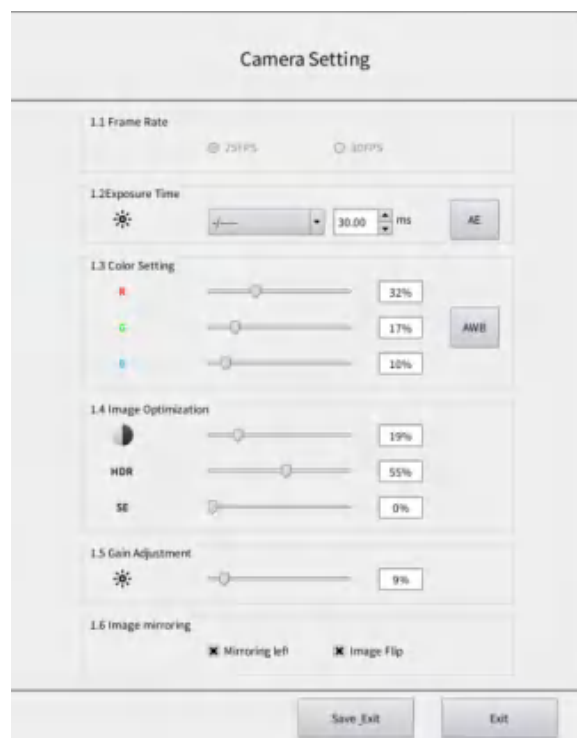 Camera Setting
1.1 Frame Rate
25FPS 30FPS
1.2Exposure Time
-/---- 30.00 ms AE
1.3 Color Setting
R 32%
G 17% AWB
B 10%
1.4 Image Optimization
19%
HDR 55%
SE 0%
1.5 Gain Adjustment
9%
1.6 Image mirroring
Mirroring left Image Flip
Save_Exit Exit